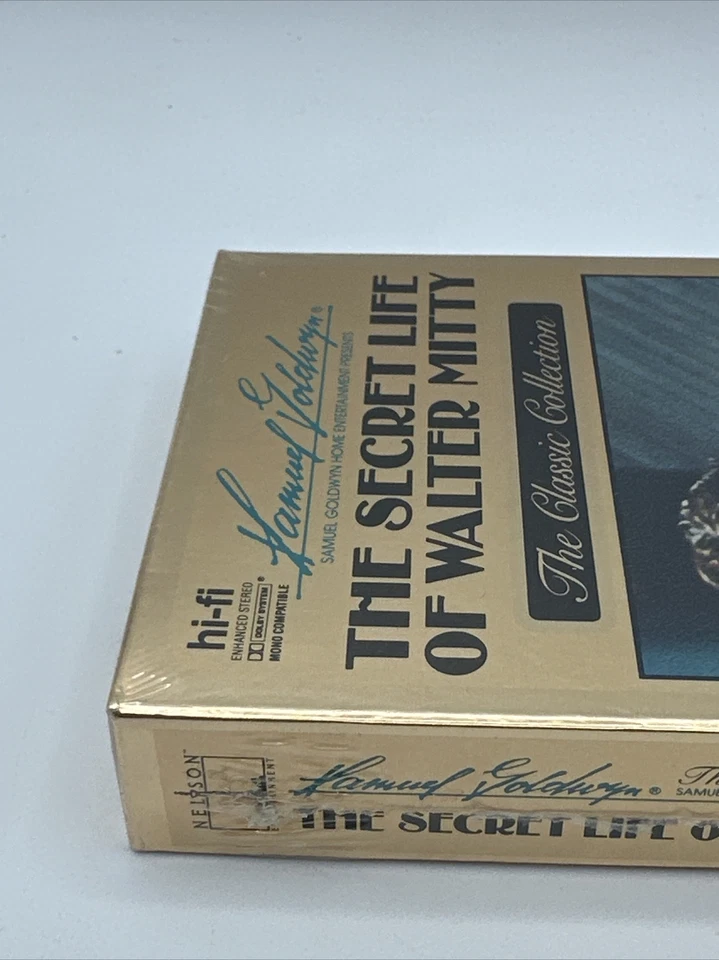 hi-fi
ENHANCED STEREO
DOLBY SYSTEM®
MONO COMPATIBLE
Samuel Goldwyn®
SAMUEL GOLDWYN HOME ENTERTAINMENT PRESENTS
THE SECRET LIFE
OF WALTER MITTY
The Classic Collection
NELSON™
Samuel Goldwyn®
THE SECRET LIFE